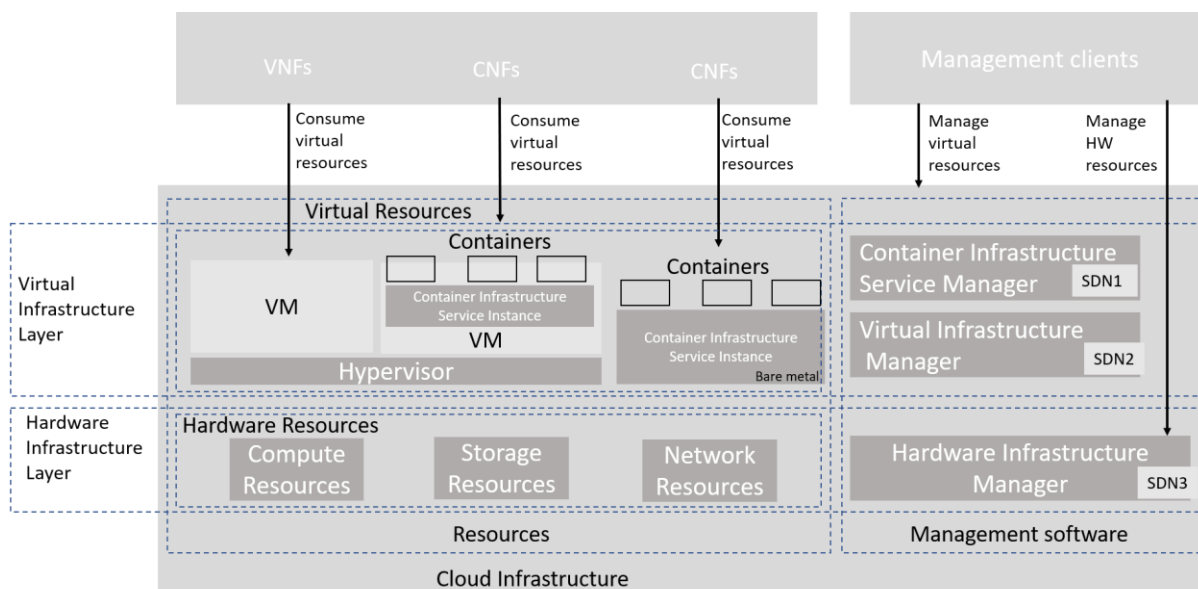 VNFs
CNFs
CNFs
Management clients
Consume
virtual
resources
Consume
virtual
resources
Consume
virtual
resources
Manage
virtual
resources
Manage
HW
resources
Virtual Resources
Virtual
Infrastructure
Layer
Containers
VM
Container Infrastructure
Service Instance
VM
Hypervisor
Containers
Container Infrastructure
Service Instance
Bare metal
Container Infrastructure
Service Manager
SDN1
Virtual Infrastructure
Manager
SDN2
Hardware
Infrastructure
Layer
Hardware Resources
Compute
Resources
Storage
Resources
Network
Resources
Hardware Infrastructure
Manager
SDN3
Resources
Management software
Cloud Infrastructure